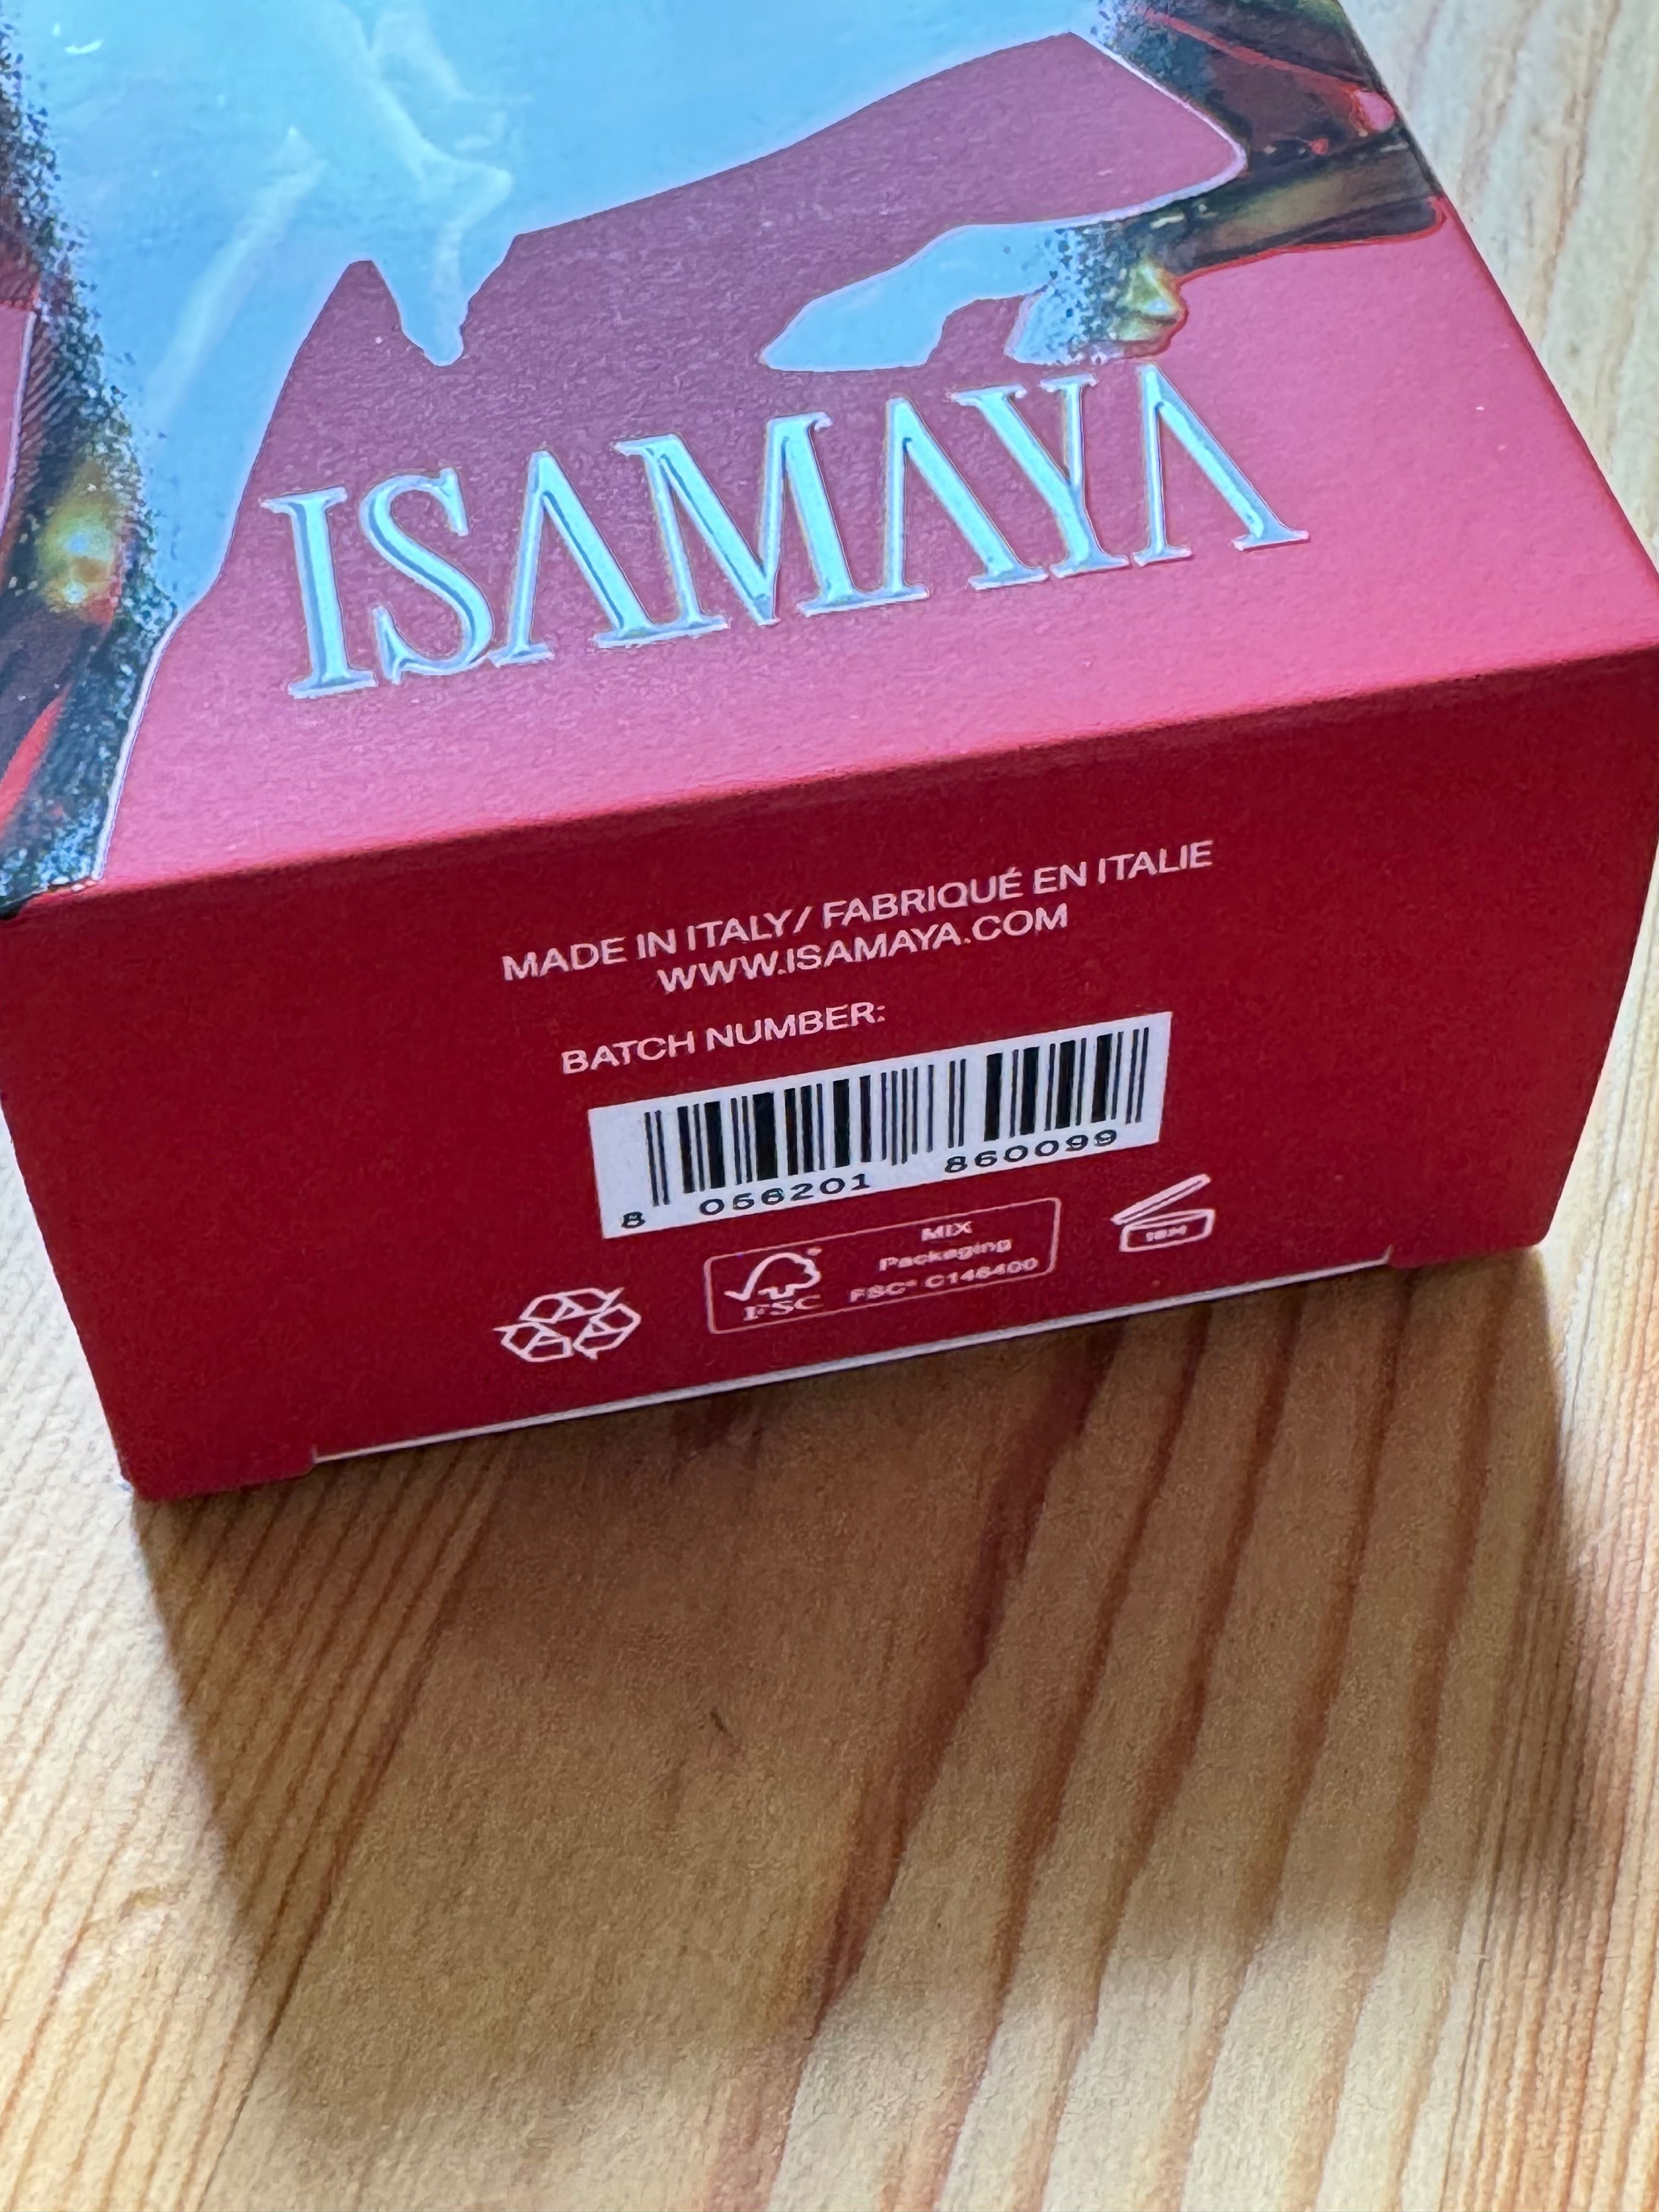 ISAMAYA
MADE IN ITALY/ FABRIQUÉ EN ITALIE
WWW.ISAMAYA.COM
BATCH NUMBER:
8 056201 860099
MIX
Packaging
FSC® C146400
FSC
18M